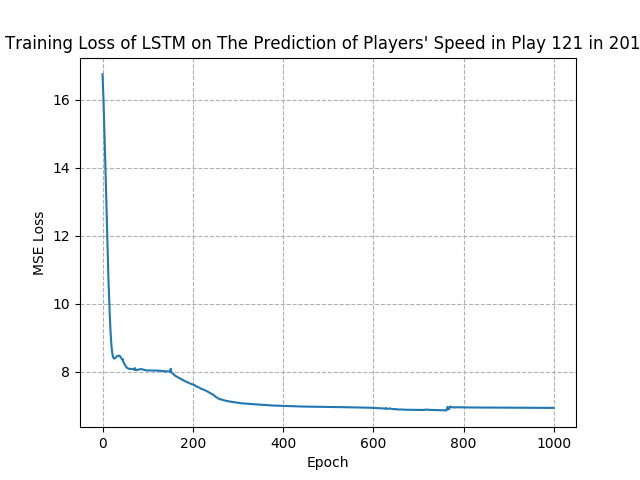 Training Loss of LSTM on The Prediction of Players' Speed in Play 121 in 201
16
14
12
10
8
MSE Loss
0 200 400 600 800 1000
Epoch